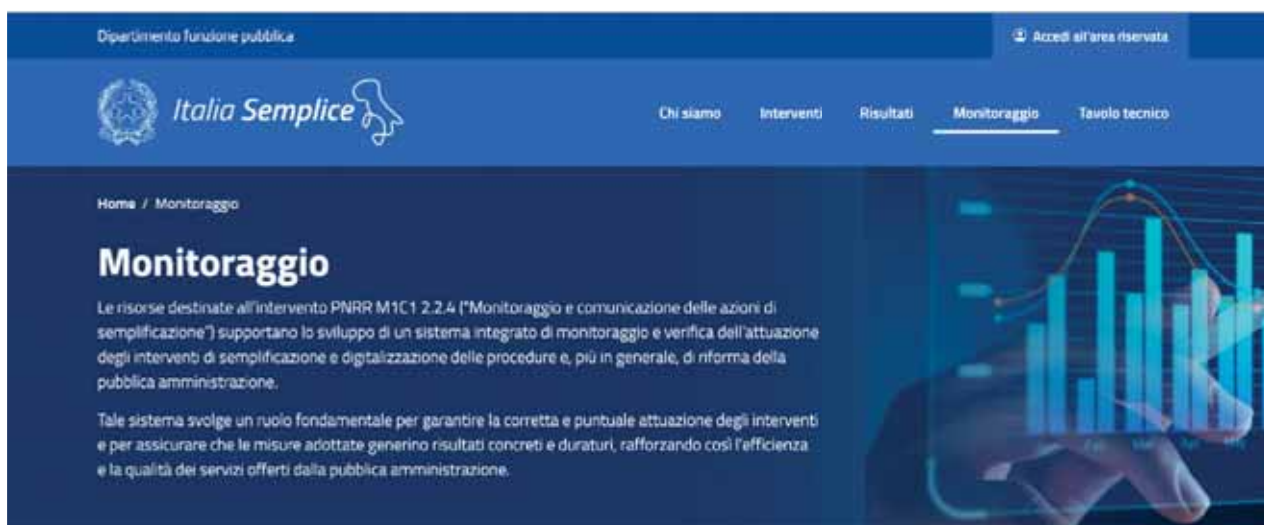 Dipartimento funzione pubblica
Accedi all'area riservata
Italia Semplice
Chi siamo
Interventi
Risultati
Monitoraggio
Tavolo tecnico
Home / Monitoraggio
Monitoraggio
Le risorse destinate all'intervento PNRR M1C1 2.2.4 ("Monitoraggio e comunicazione delle azioni di
semplificazione") supportano lo sviluppo di un sistema integrato di monitoraggio e verifica dell'attuazione
degli interventi di semplificazione e digitalizzazione delle procedure e, più in generale, di riforma della
pubblica amministrazione.
Tale sistema svolge un ruolo fondamentale per garantire la corretta e puntuale attuazione degli interventi
e per assicurare che le misure adottate generino risultati concreti e duraturi, rafforzando così l'efficienza
e la qualità dei servizi offerti dalla pubblica amministrazione.